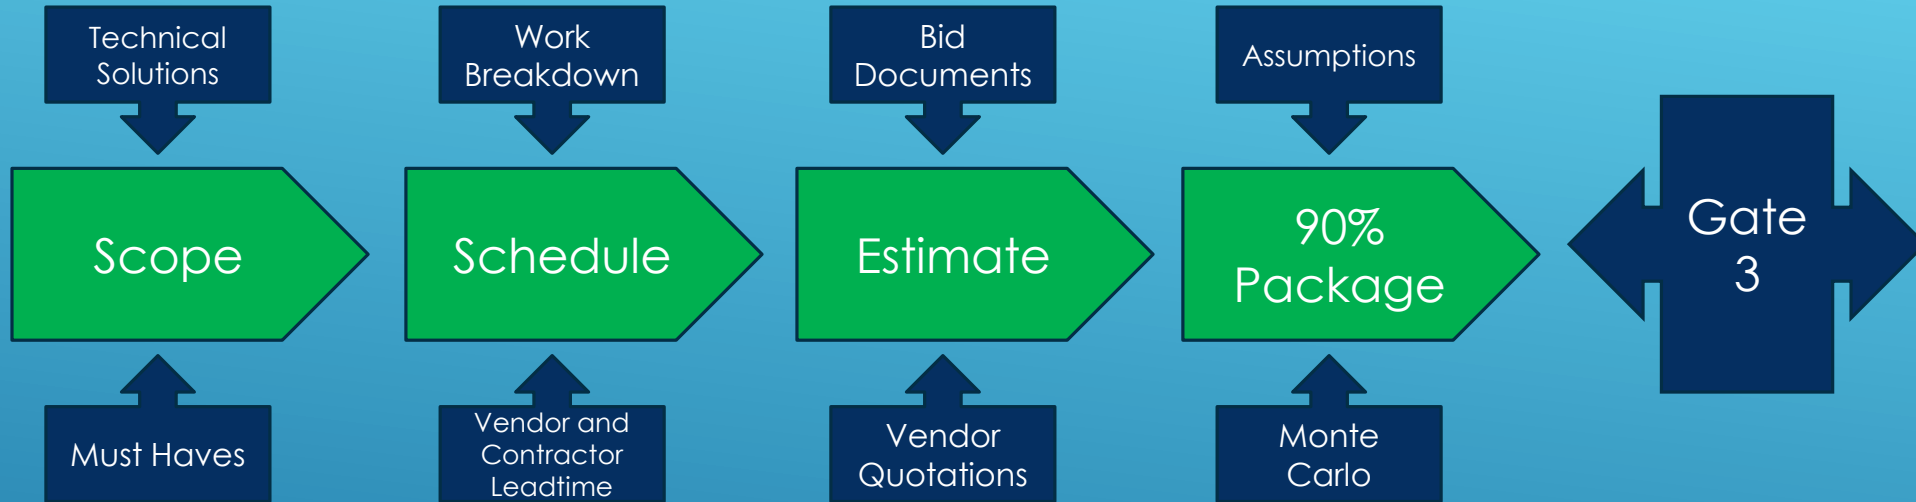 Technical
Solutions
Work
Breakdown
Bid
Documents
Assumptions
Scope
Schedule
Estimate
90%
Package
Gate
3
Must Haves
Vendor and
Contractor
Leadtime
Vendor
Quotations
Monte
Carlo